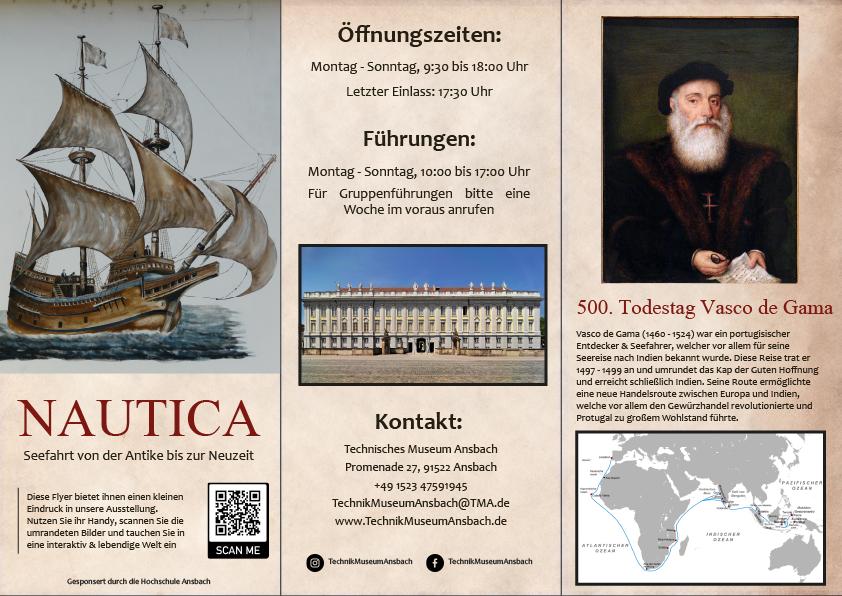 NAUTICA
Seefahrt von der Antike bis zur Neuzeit
Diese Flyer bietet ihnen einen kleinen
Eindruck in unsere Ausstellung.
Nutzen Sie ihr Handy, scannen Sie die
umrandeten Bilder und tauchen Sie in
eine interaktiv & lebendige Welt ein
SCAN ME
Gesponsert durch die Hochschule Ansbach
Öffnungszeiten:
Montag - Sonntag, 9:30 bis 18:00 Uhr
Letzter Einlass: 17:30 Uhr
Führungen:
Montag - Sonntag, 10:00 bis 17:00 Uhr
Für Gruppenführungen bitte eine
Woche im voraus anrufen
Kontakt:
Technisches Museum Ansbach
Promenade 27, 91522 Ansbach
+49 1523 47591945
TechnikMuseumAnsbach@TMA.de
www.TechnikMuseumAnsbach.de
TechnikMuseumAnsbach
TechnikMuseumAnsbach
500. Todestag Vasco de Gama
Vasco de Gama (1460 - 1524) war ein portugisischer
Entdecker & Seefahrer, welcher vor allem für seine
Seereise nach Indien bekannt wurde. Diese Reise trat er
1497 - 1499 an und umrundet das Kap der Guten Hoffnung
und erreicht schließlich Indien. Seine Route ermöglichte
eine neue Handelsroute zwischen Europa und Indien,
welche vor allem den Gewürzhandel revolutionierte und
Protugal zu großem Wohlstand führte.
PAZIFISCHER
OZEAN
ATLANTISCHER
OZEAN
INDISCHER
OZEAN